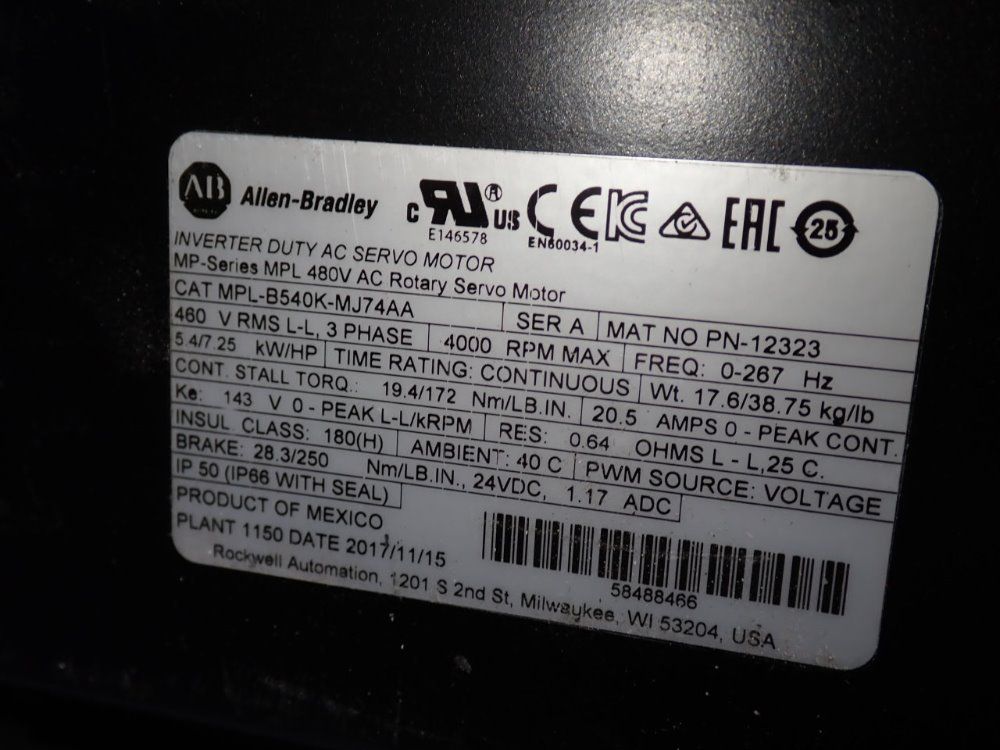 AB Allen-Bradley
c RU ® US E146578
CE EN60034-1
KC
EAC
25
INVERTER DUTY AC SERVO MOTOR
MP-Series MPL 480V AC Rotary Servo Motor
CAT MPL-B540K-MJ74AA SER A MAT NO PN-12323
460 V RMS L-L, 3 PHASE 4000 RPM MAX FREQ: 0-267 Hz
5.4/7.25 kW/HP TIME RATING: CONTINUOUS Wt. 17.6/38.75 kg/lb
CONT. STALL TORQ.: 19.4/172 Nm/LB.IN. 20.5 AMPS 0 - PEAK CONT.
Ke: 143 V 0 - PEAK L-L/kRPM RES: 0.64 OHMS L - L,25 C.
INSUL CLASS: 180(H) AMBIENT: 40 C PWM SOURCE: VOLTAGE
BRAKE: 28.3/250 Nm/LB.IN., 24VDC, 1.17 ADC
IP 50 (IP66 WITH SEAL)
PRODUCT OF MEXICO
PLANT 1150 DATE 2017/11/15
58488466
Rockwell Automation, 1201 S 2nd St, Milwaukee, WI 53204, USA